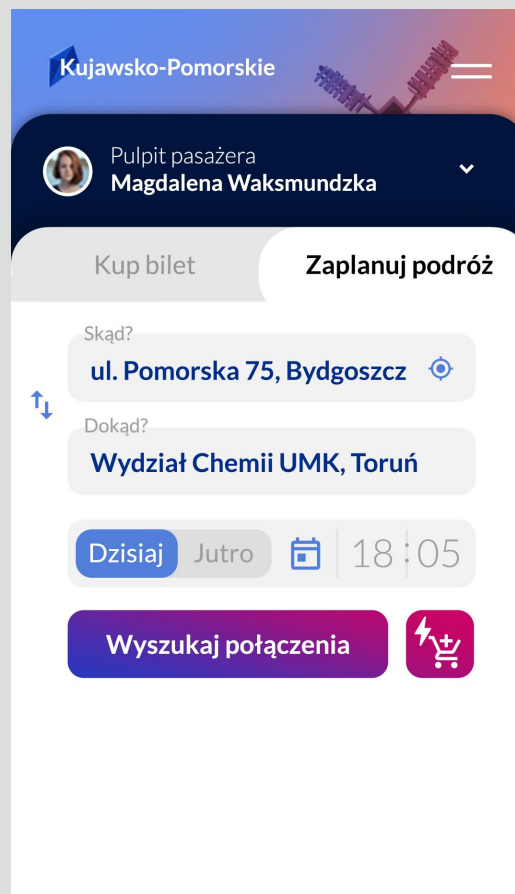 Kujawsko-Pomorskie
Pulpit pasażera
Magdalena Waksmundzka
Kup bilet
Zaplanuj podróż
Skąd?
ul. Pomorska 75, Bydgoszcz
Dokąd?
Wydział Chemii UMK, Toruń
Dzisiaj Jutro 18:05
Wyszukaj połączenia